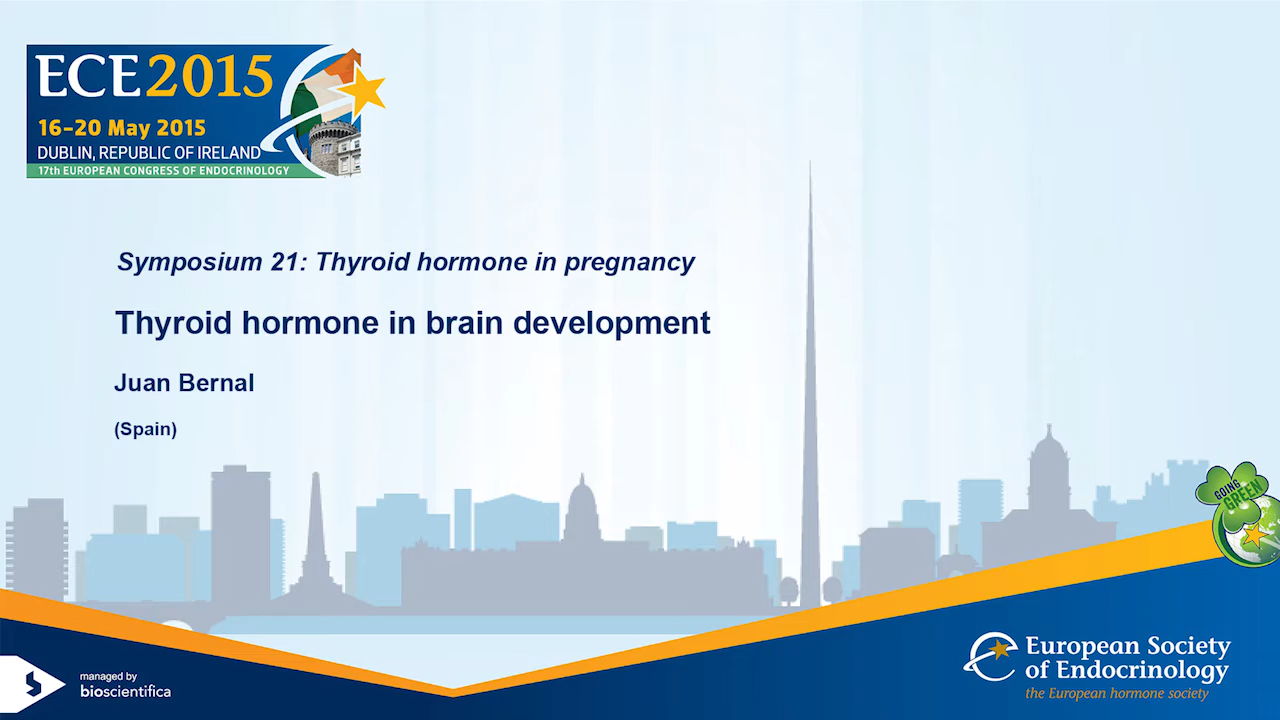 ECE2015
16-20 May 2015
DUBLIN, REPUBLIC OF IRELAND
17th EUROPEAN CONGRESS OF ENDOCRINOLOGY
Symposium 21: Thyroid hormone in pregnancy
Thyroid hormone in brain development
Juan Bernal
(Spain)
GOING
GREEN
managed by
bioscientifica
European Society
of Endocrinology
the European hormone society